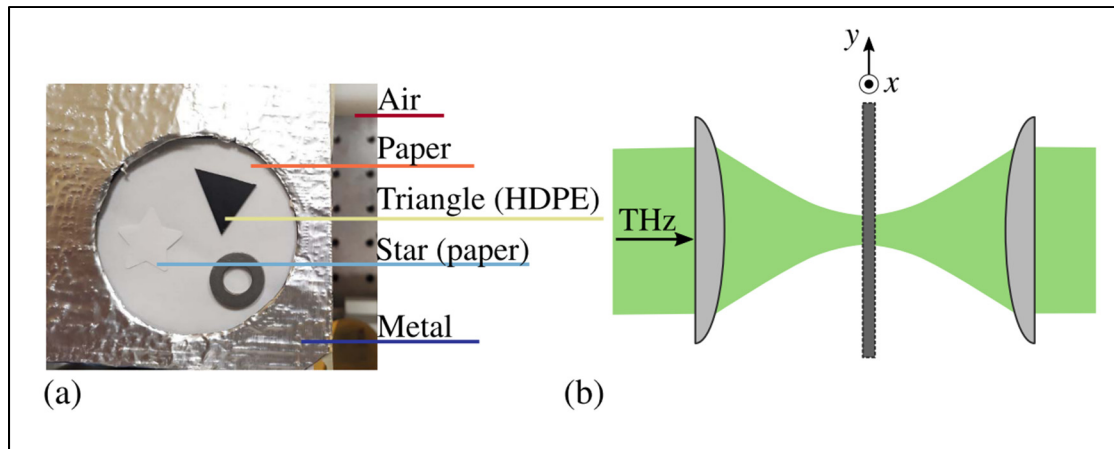 Air
Paper
Triangle (HDPE)
Star (paper)
Metal
(a)
y
x
THz
(b)